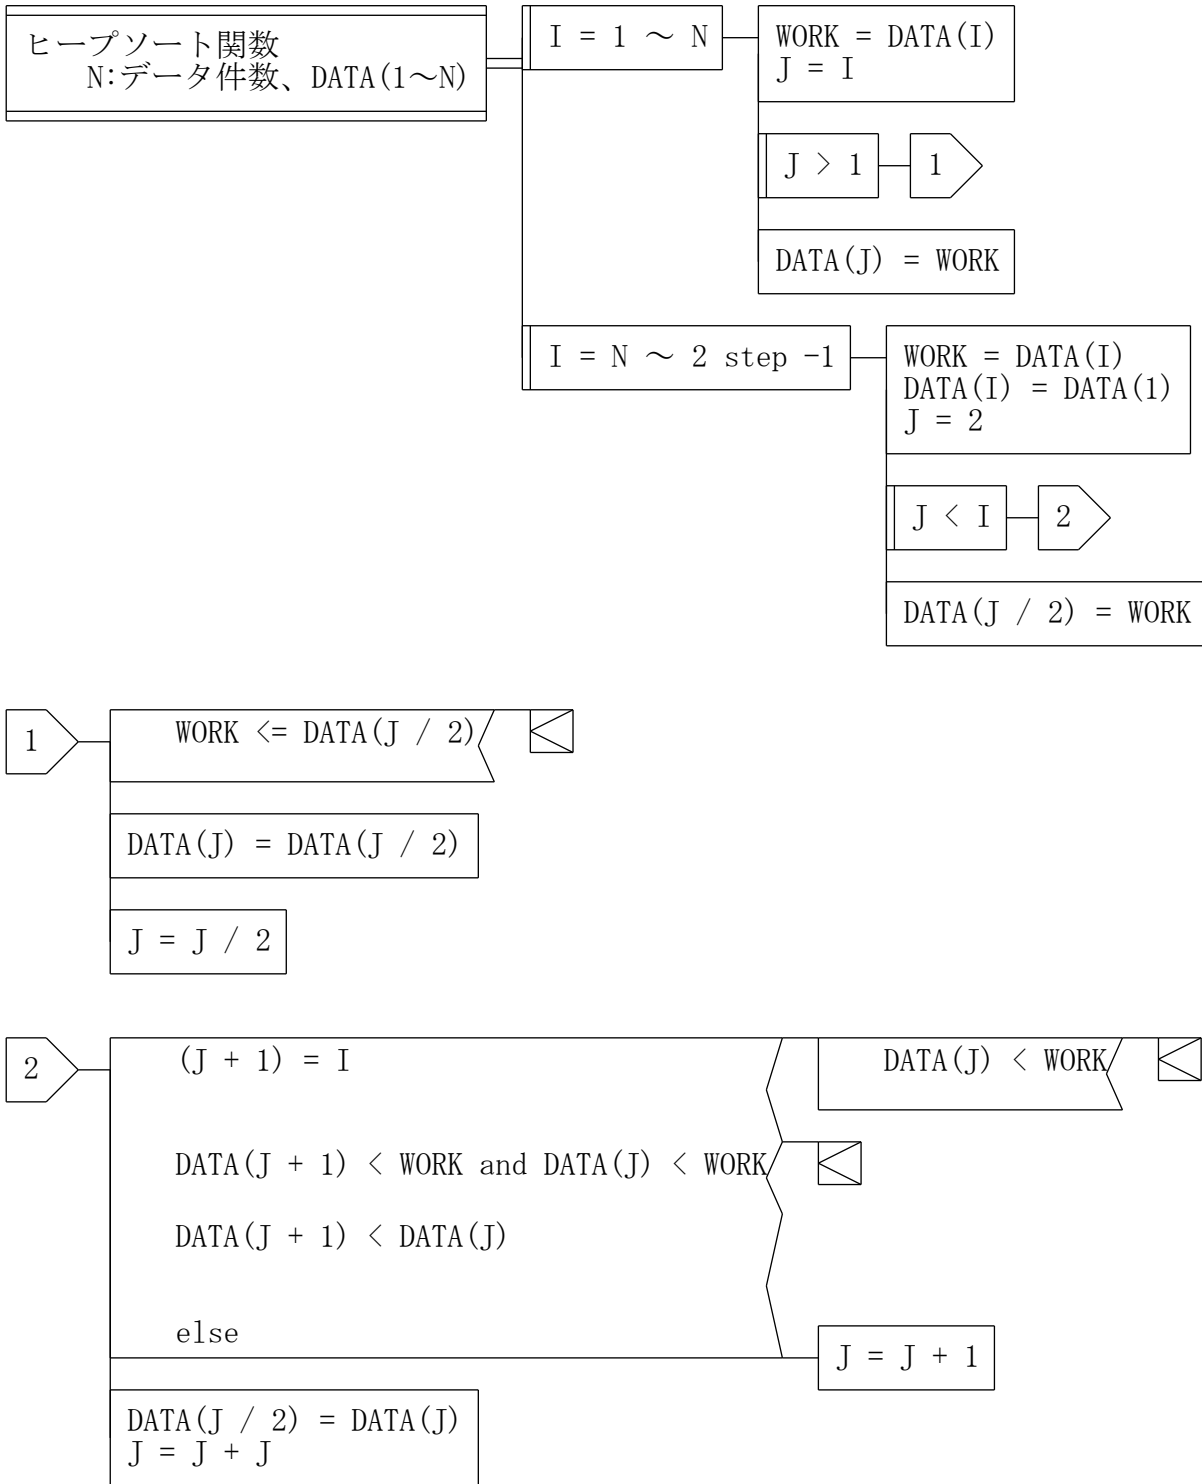 ヒープソート関数
N:データ件数、DATA(1～N)
I = 1 ～ N
WORK = DATA(I)
J = I
J > 1
1
DATA(J) = WORK
I = N ～ 2 step -1
WORK = DATA(I)
DATA(I) = DATA(1)
J = 2
J < I
2
DATA(J / 2) = WORK
1
WORK <= DATA(J / 2)
DATA(J) = DATA(J / 2)
J = J / 2
2
(J + 1) = I
DATA(J) < WORK
DATA(J + 1) < WORK and DATA(J) < WORK
DATA(J + 1) < DATA(J)
else
J = J + 1
DATA(J / 2) = DATA(J)
J = J + J